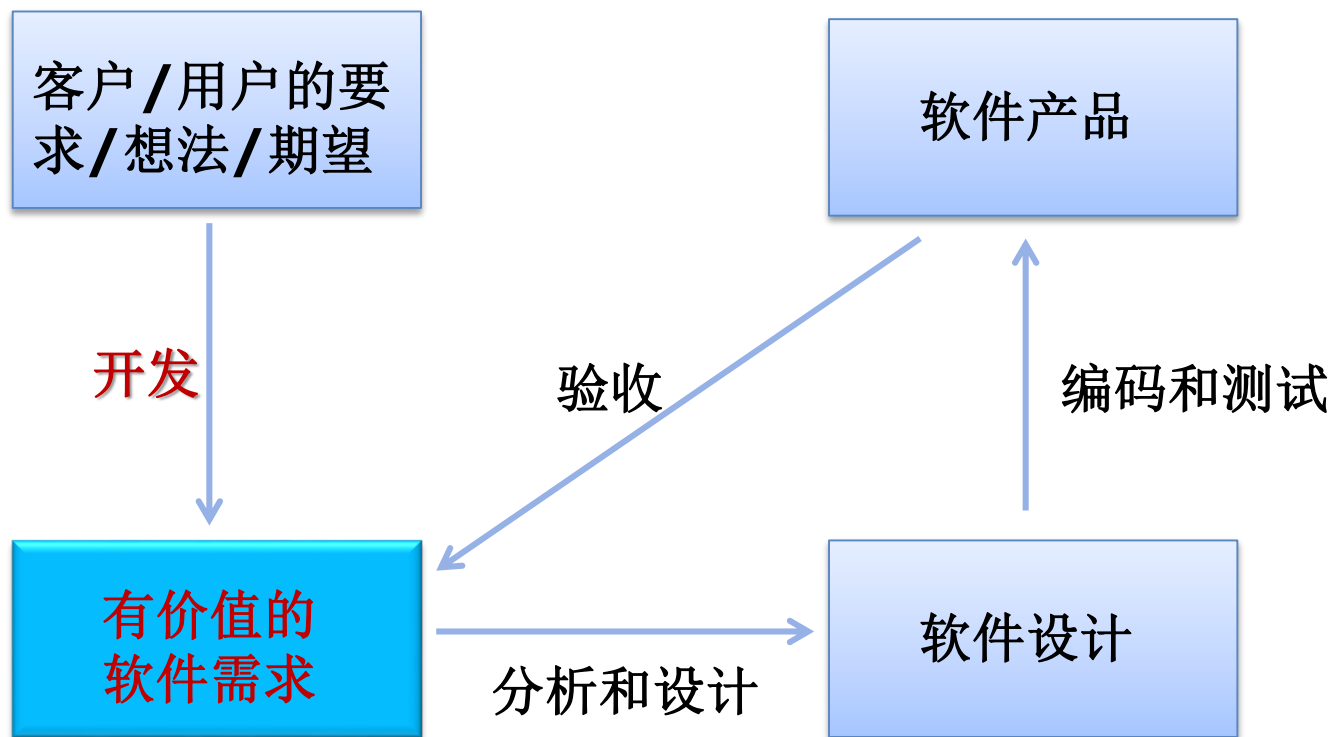 客户/用户的要
求/想法/期望
软件产品
开发
验收
编码和测试
有价值的
软件需求
分析和设计
软件设计